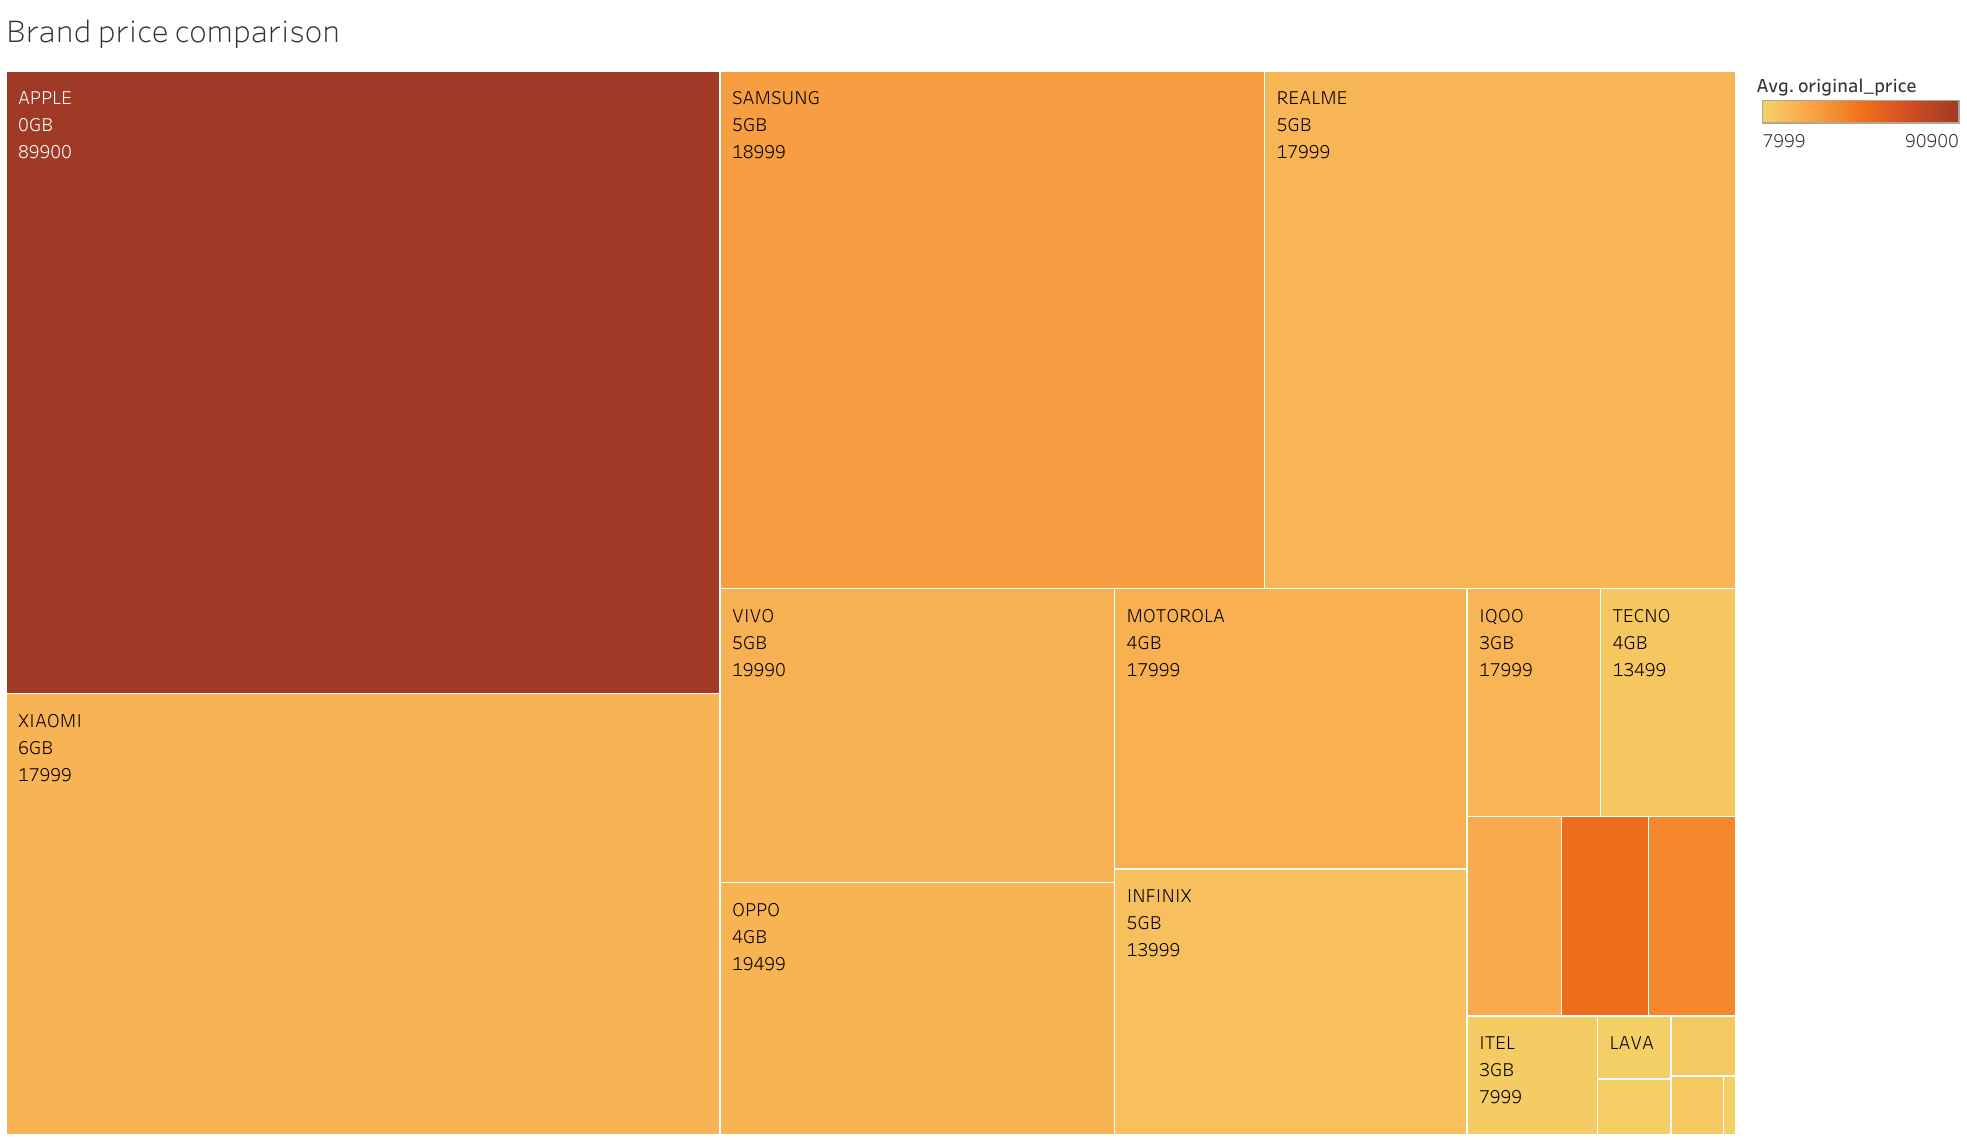 Brand price comparison
APPLE
0GB
89900
SAMSUNG
5GB
18999
REALME
5GB
17999
Avg. original_price
7999 90900
XIAOMI
6GB
17999
VIVO
5GB
19990
MOTOROLA
4GB
17999
IQOO
3GB
17999
TECNO
4GB
13499
OPPO
4GB
19499
INFINIX
5GB
13999
ITEL
3GB
7999
LAVA